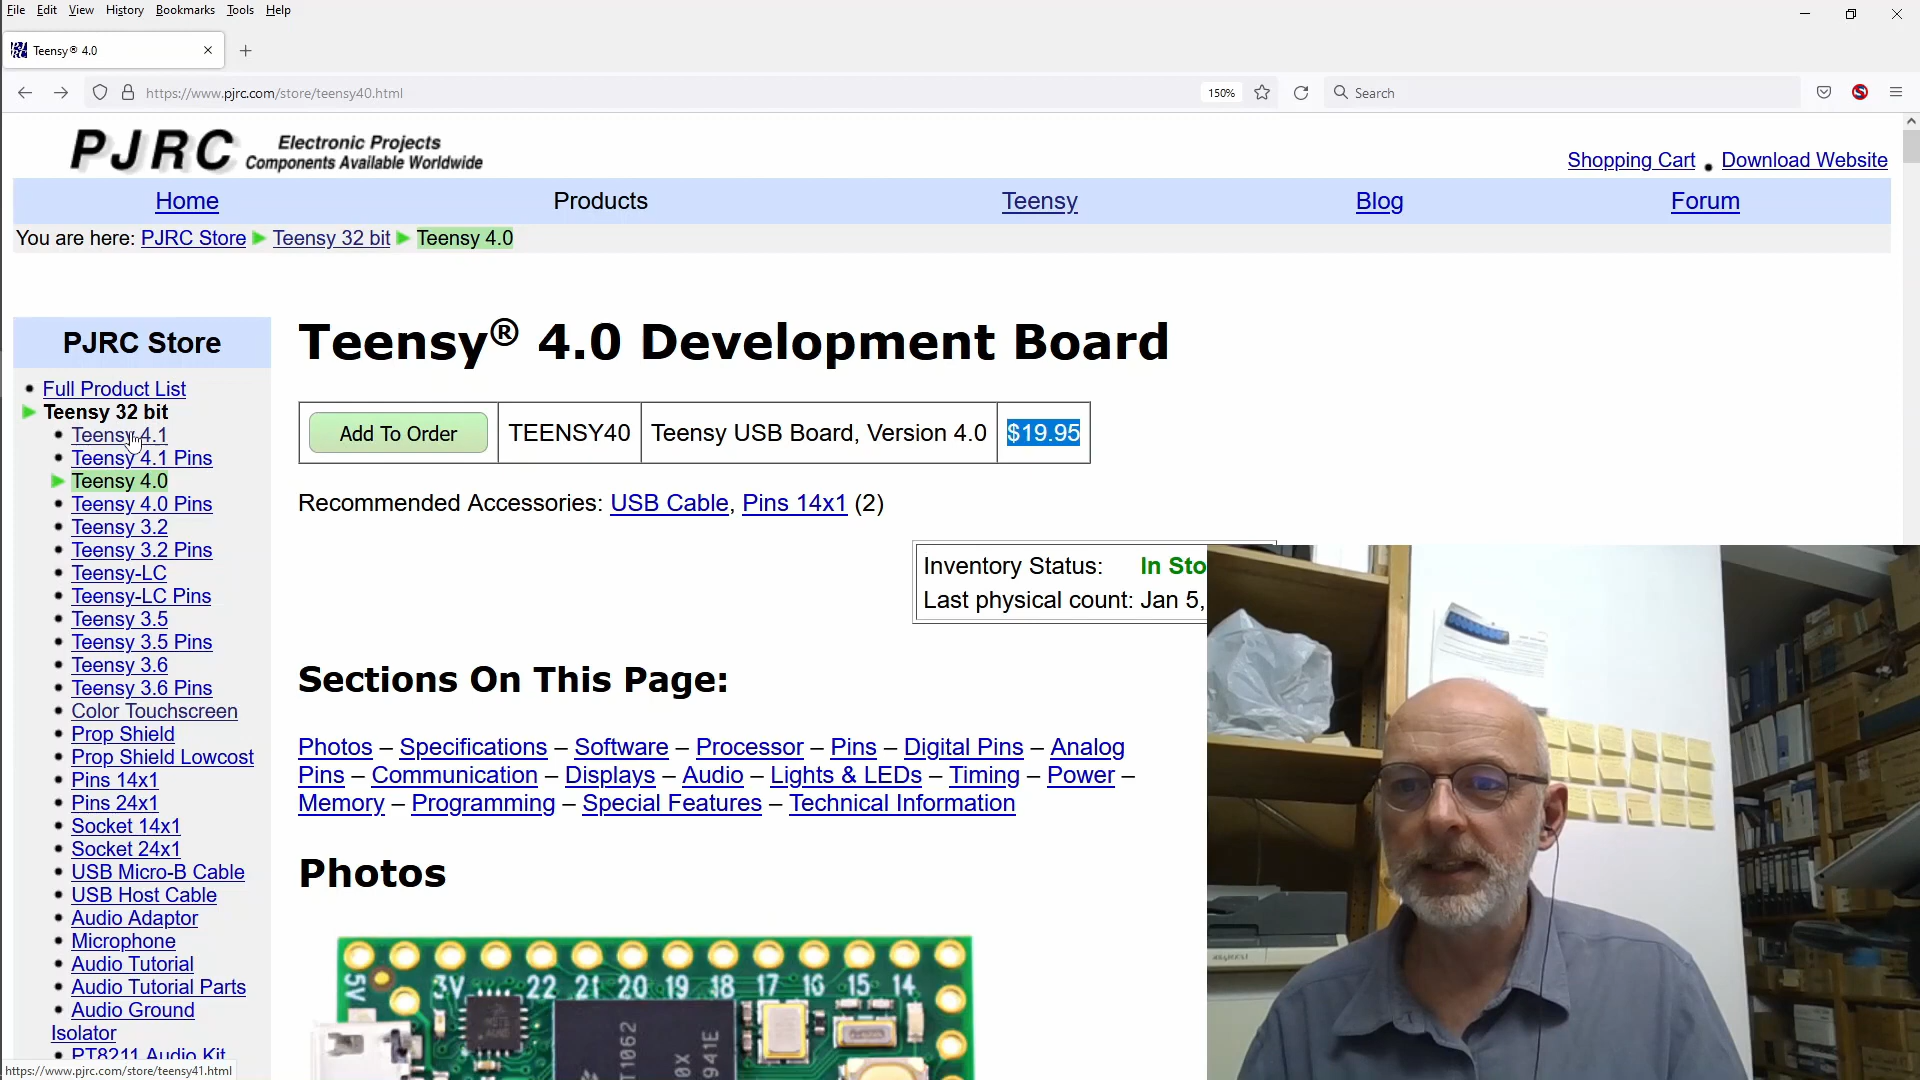 File Edit View History Bookmarks Tools Help
Teensy® 4.0
https://www.pjrc.com/store/teensy40.html
150%
Search
PJRC
Electronic Projects
Components Available Worldwide
Shopping Cart • Download Website
Home Products Teensy Blog Forum
You are here: PJRC Store Teensy 32 bit Teensy 4.0
PJRC Store
Full Product List
Teensy 32 bit
Teensy 4.1
Teensy 4.1 Pins
Teensy 4.0
Teensy 4.0 Pins
Teensy 3.2
Teensy 3.2 Pins
Teensy-LC
Teensy-LC Pins
Teensy 3.5
Teensy 3.5 Pins
Teensy 3.6
Teensy 3.6 Pins
Color Touchscreen
Prop Shield
Prop Shield Lowcost
Pins 14x1
Pins 24x1
Socket 14x1
Socket 24x1
USB Micro-B Cable
USB Host Cable
Audio Adaptor
Microphone
Audio Tutorial
Audio Tutorial Parts
Audio Ground
Isolator
PT8211 Audio Kit
https://www.pjrc.com/store/teensy41.html
Teensy® 4.0 Development Board
Add To Order TEENSY40 Teensy USB Board, Version 4.0 $19.95
Recommended Accessories: USB Cable, Pins 14x1 (2)
Inventory Status: In Sto
Last physical count: Jan 5,
Sections On This Page:
Photos – Specifications – Software – Processor – Pins – Digital Pins – Analog
Pins – Communication – Displays – Audio – Lights & LEDs – Timing – Power –
Memory – Programming – Special Features – Technical Information
Photos
5V 3V 22 21 20 19 18 17 16 15 14
T1062
0X
941E